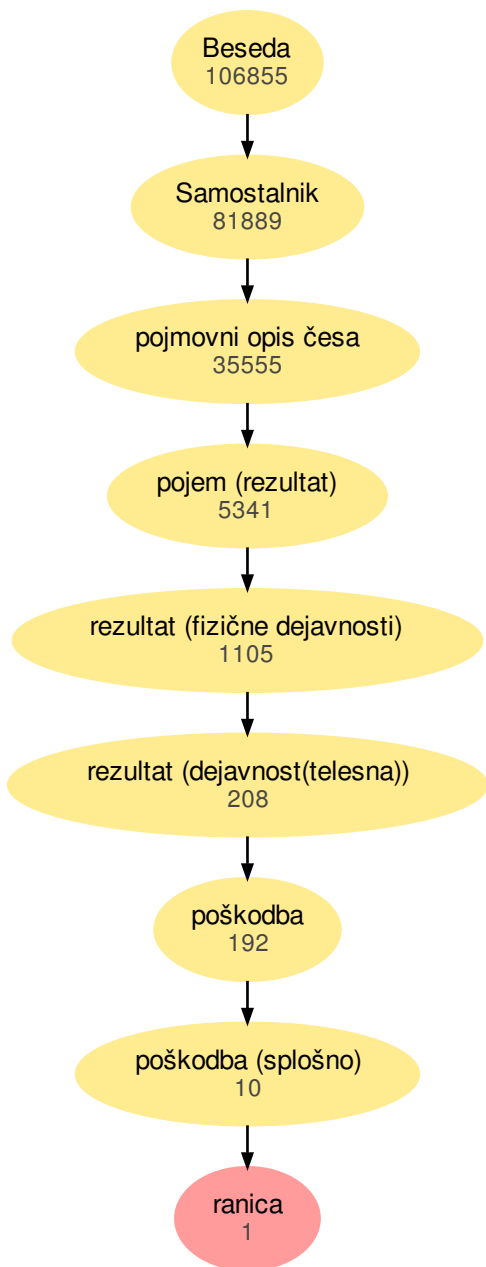 Beseda
106855
Samostalnik
81889
pojmovni opis česa
35555
pojem (rezultat)
5341
rezultat (fizične dejavnosti)
1105
rezultat (dejavnost(telesna))
208
poškodba
192
poškodba (splošno)
10
ranica
1